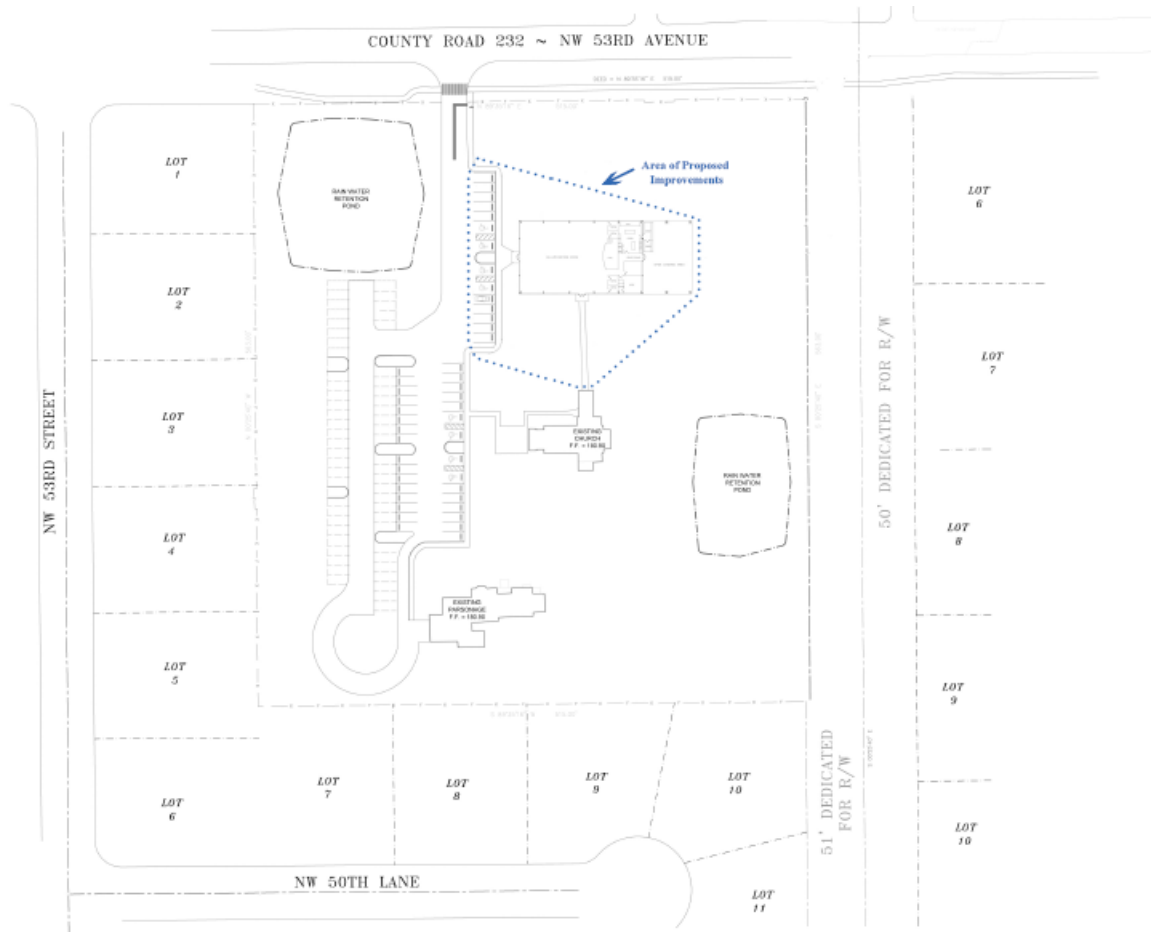 COUNTY ROAD 232 ~ NW 53RD AVENUE
LOT
1
RAIN WATER
RETENTION
POND
Area of Proposed
Improvements
LOT
6
LOT
2
LOT
7
NW 53RD STREET
LOT
3
EXISTING
CHURCH
50' DEDICATED FOR R/W
RAIN WATER
RETENTION
POND
LOT
4
LOT
8
EXISTING
PARSONAGE
LOT
5
LOT
9
LOT
6
LOT
7
LOT
8
LOT
9
LOT
10
51' DEDICATED
FOR R/W
LOT
10
NW 50TH LANE
LOT
11